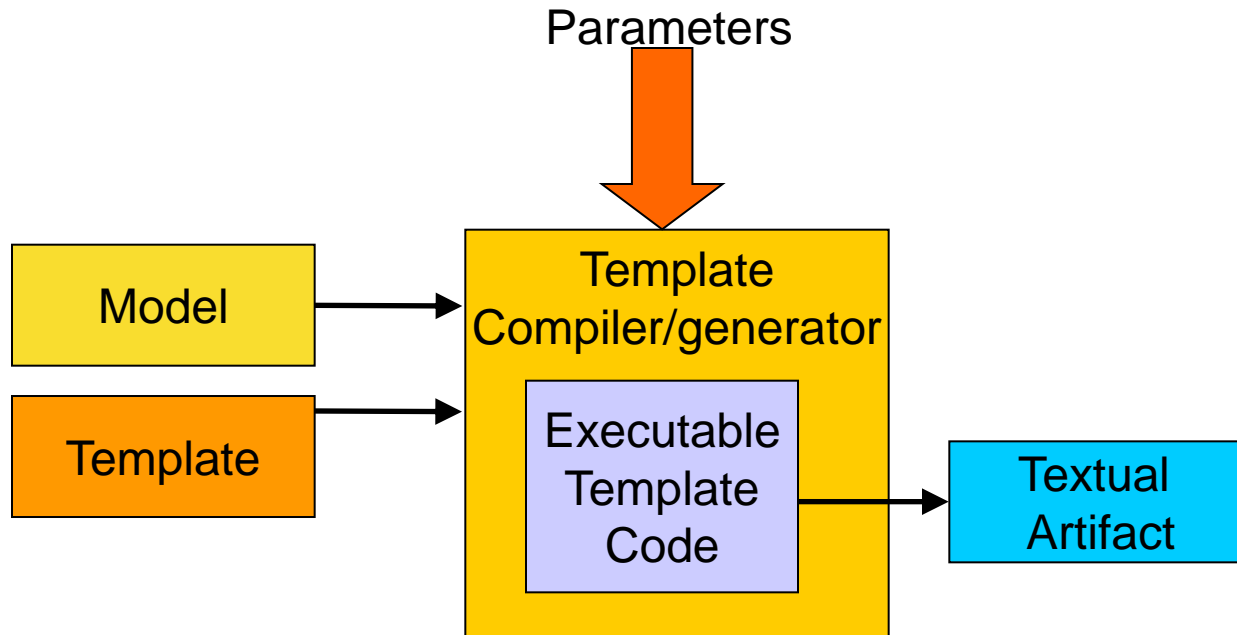 Parameters
Model
Template
Template
Compiler/generator
Executable
Template
Code
Textual
Artifact